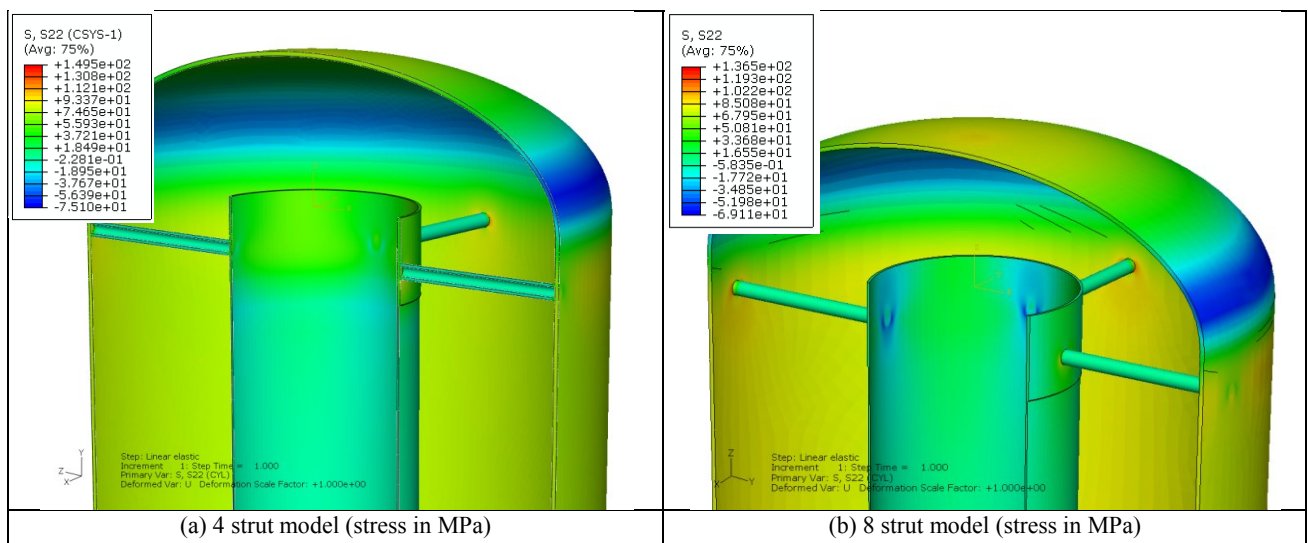 S, S22 (CSYS-1)
(Avg: 75%)
+1.495e+02
+1.308e+02
+1.121e+02
+9.337e+01
+7.465e+01
+5.593e+01
+3.721e+01
+1.849e+01
-2.281e-01
-1.895e+01
-3.767e+01
-5.639e+01
-7.510e+01
Y
Z
X
Step: Linear elastic
Increment 1: Step Time = 1.000
Primary Var: S, S22 (CYL)
Deformed Var: U Deformation Scale Factor: +1.000e+00
(a) 4 strut model (stress in MPa)
S, S22
(Avg: 75%)
+1.365e+02
+1.193e+02
+1.022e+02
+8.508e+01
+6.795e+01
+5.081e+01
+3.368e+01
+1.655e+01
-5.835e-01
-1.772e+01
-3.485e+01
-5.198e+01
-6.911e+01
Z
X Y
Step: Linear elastic
Increment 1: Step Time = 1.000
Primary Var: S, S22 (CYL)
Deformed Var: U Deformation Scale Factor: +1.000e+00
(b) 8 strut model (stress in MPa)